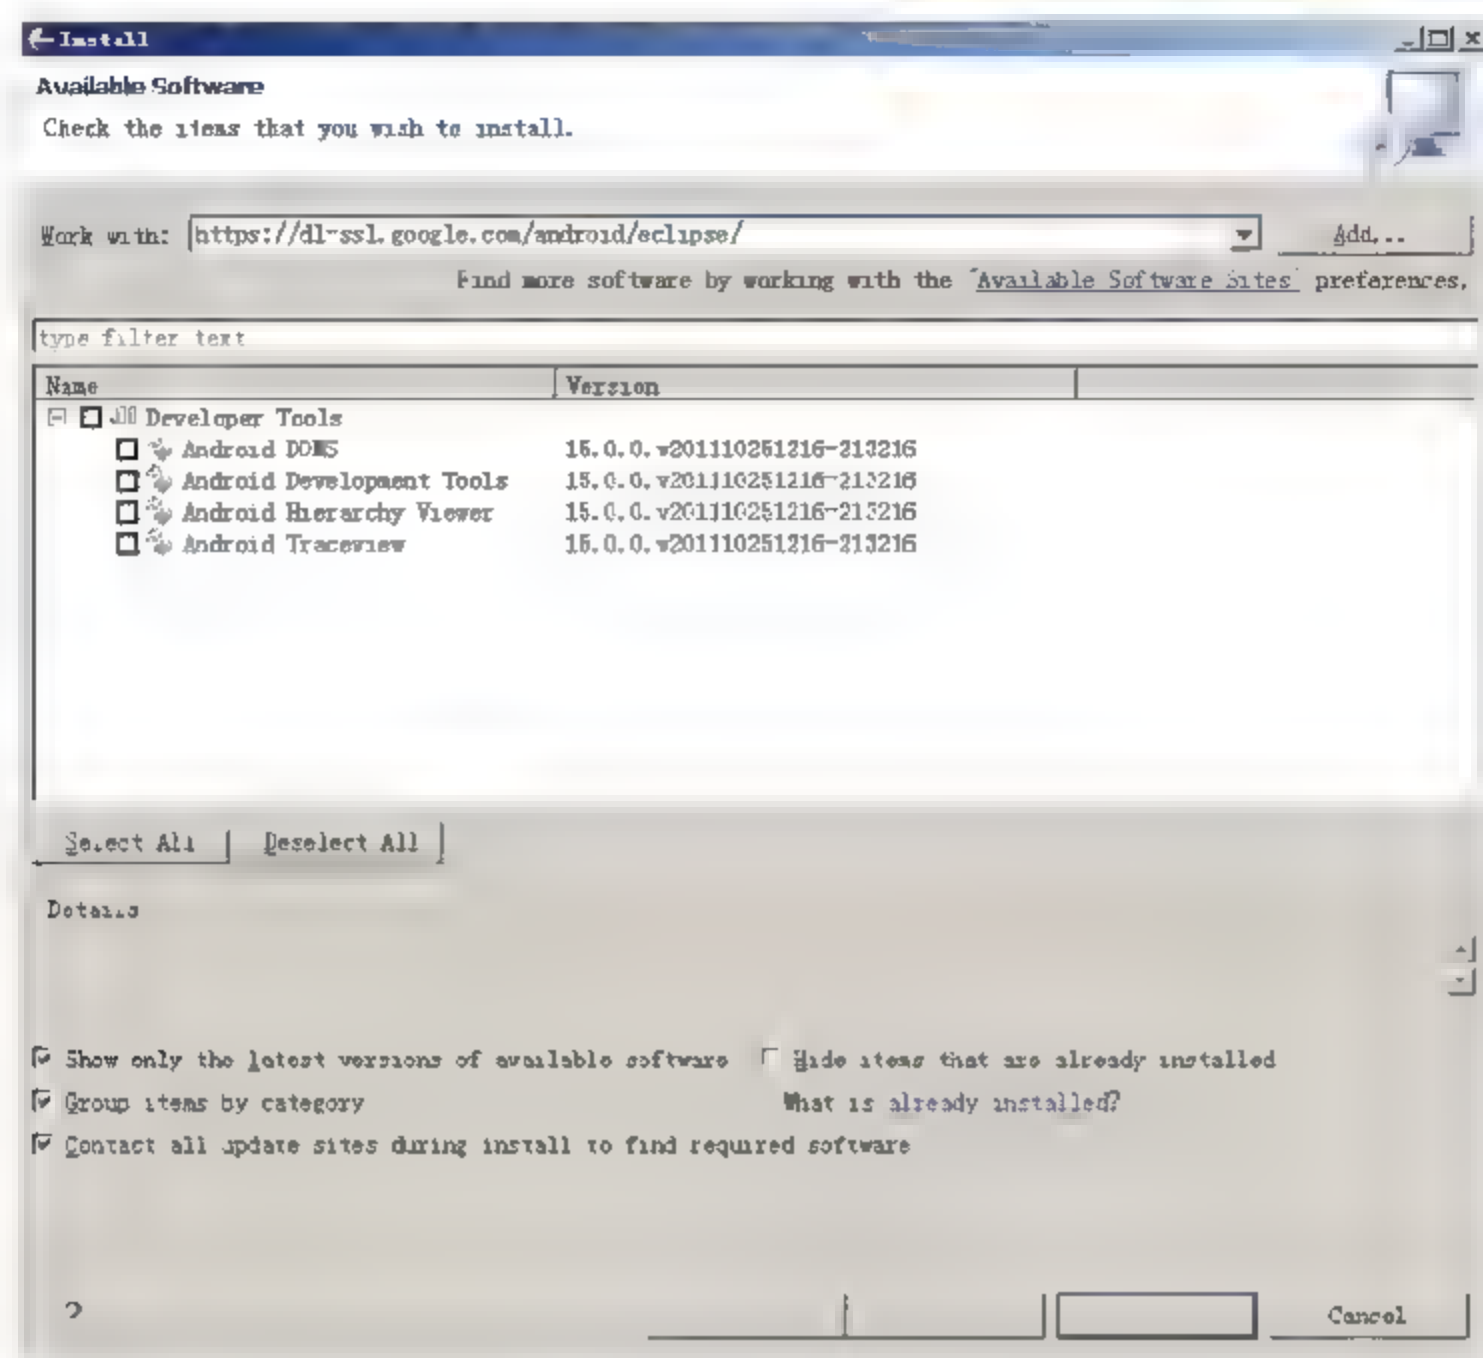 Install
Available Software
Check the items that you wish to install.
Work with: https://dl-ssl.google.com/android/eclipse/ Add...
Find more software by working with the "Available Software Sites" preferences.
type filter text
Name Version
Developer Tools
Android DDMS 15.0.0.v201110251216-213216
Android Development Tools 15.0.0.v201110251216-213216
Android Hierarchy Viewer 15.0.0.v201110251216-213216
Android Traceview 15.0.0.v201110251216-213216
Select All Deselect All
Details
Show only the latest versions of available software Hide items that are already installed
Group items by category What is already installed?
Contact all update sites during install to find required software
? Cancel